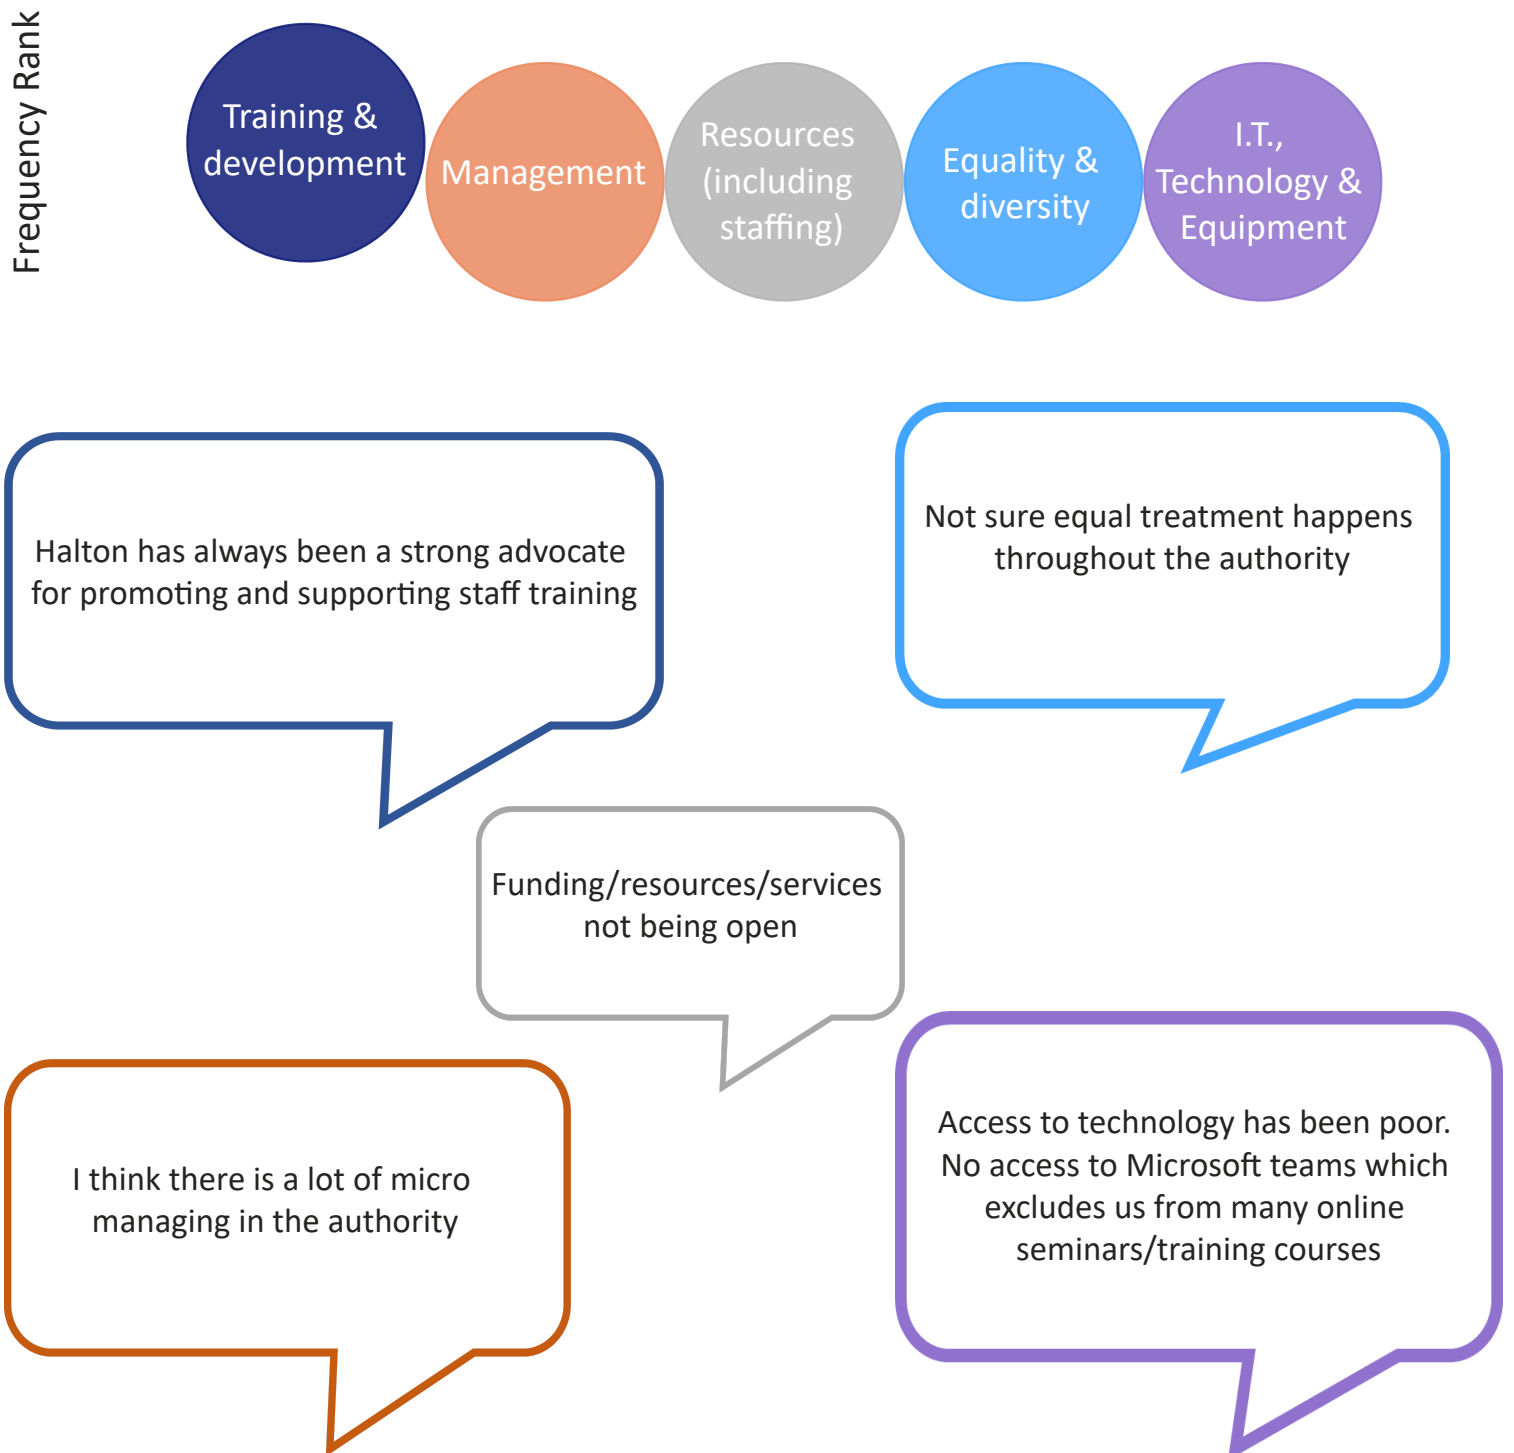 Frequency Rank
Training &
development
Management
Resources
(including
staffing)
Equality &
diversity
I.T.,
Technology &
Equipment
Halton has always been a strong advocate
for promoting and supporting staff training
Not sure equal treatment happens
throughout the authority
Funding/resources/services
not being open
I think there is a lot of micro
managing in the authority
Access to technology has been poor.
No access to Microsoft teams which
excludes us from many online
seminars/training courses